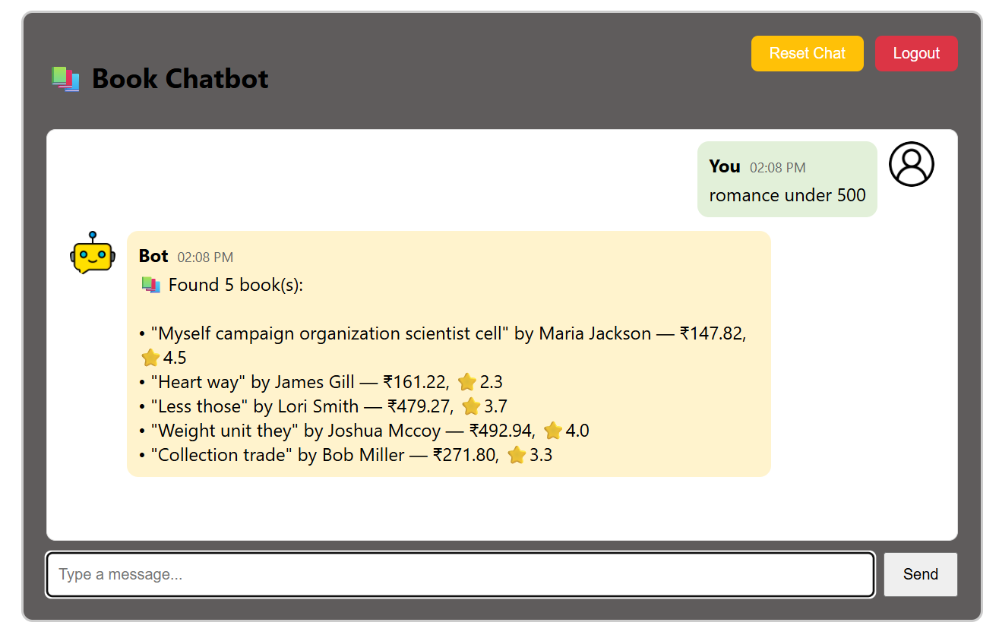 Reset Chat
Logout
📚 Book Chatbot
You 02:08 PM
romance under 500
Bot 02:08 PM
📚 Found 5 book(s):
• "Myself campaign organization scientist cell" by Maria Jackson — ₹147.82,
⭐4.5
• "Heart way" by James Gill — ₹161.22, ⭐2.3
• "Less those" by Lori Smith — ₹479.27, ⭐3.7
• "Weight unit they" by Joshua Mccoy — ₹492.94, ⭐4.0
• "Collection trade" by Bob Miller — ₹271.80, ⭐3.3
Type a message...
Send